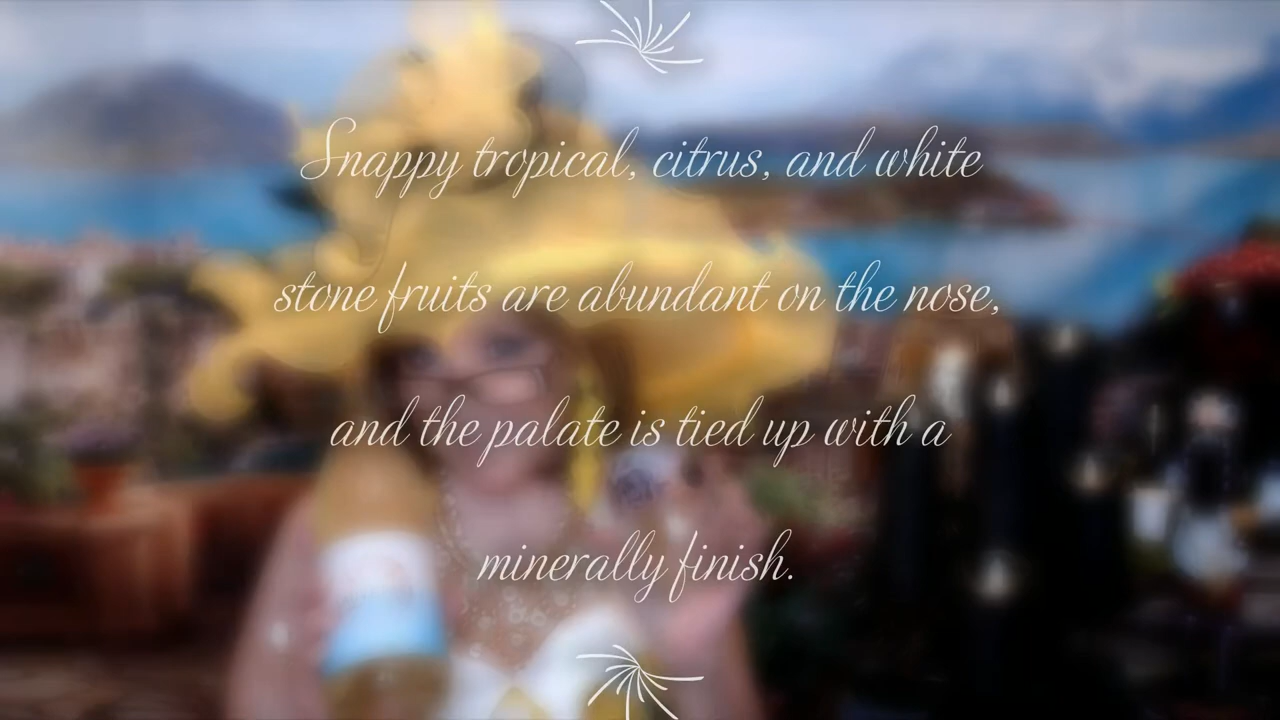 Snappy tropical, citrus, and white
stone fruits are abundant on the nose,
and the palate is tied up with a
minerally finish.